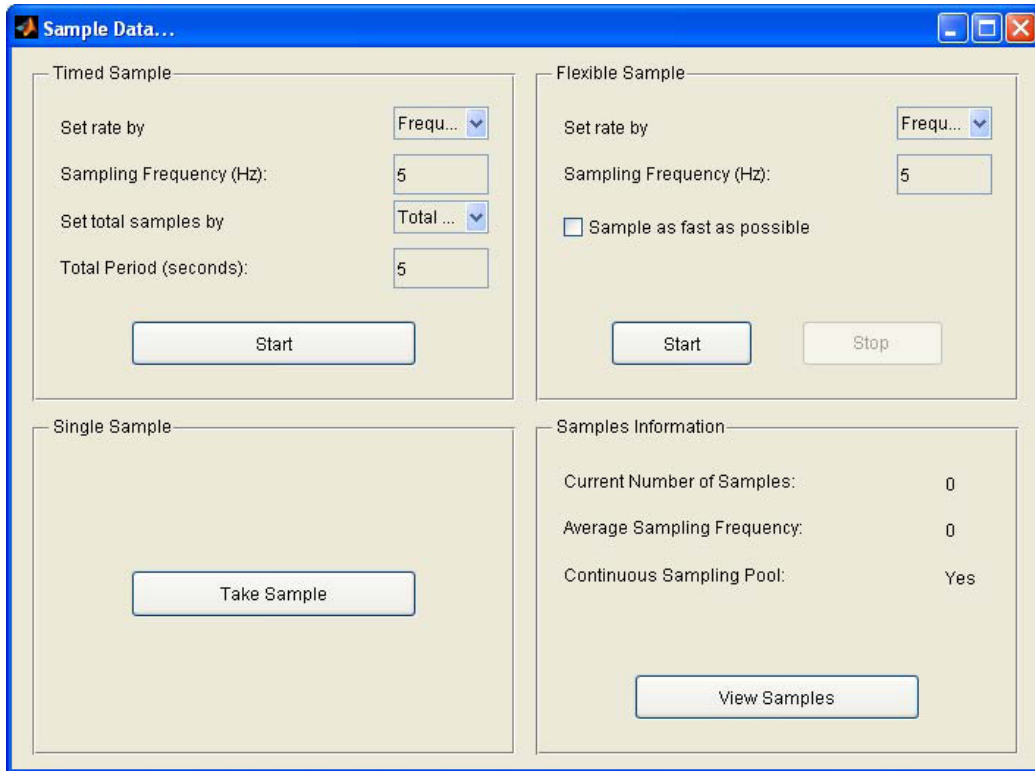 Sample Data...
Timed Sample
Set rate by
Frequ...
Sampling Frequency (Hz):
5
Set total samples by
Total ...
Total Period (seconds):
5
Start
Flexible Sample
Set rate by
Frequ...
Sampling Frequency (Hz):
5
Sample as fast as possible
Start
Stop
Single Sample
Take Sample
Samples Information
Current Number of Samples:
0
Average Sampling Frequency:
0
Continuous Sampling Pool:
Yes
View Samples